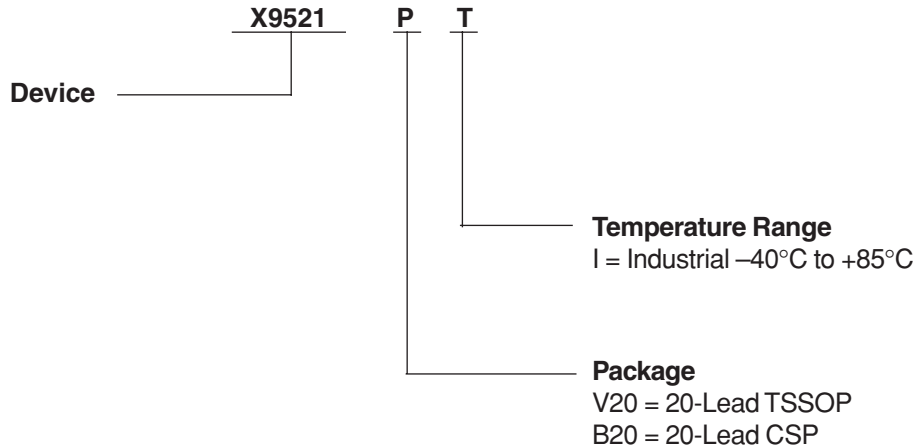 X9521 P T
Device
Temperature Range
I = Industrial –40°C to +85°C
Package
V20 = 20-Lead TSSOP
B20 = 20-Lead CSP